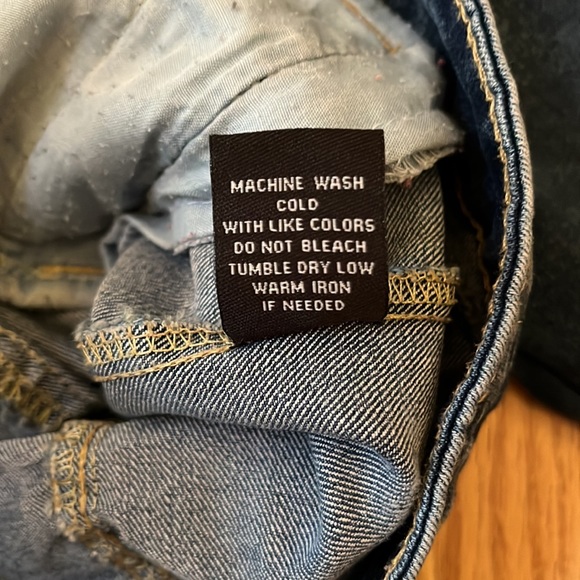 MACHINE WASH
COLD
WITH LIKE COLORS
DO NOT BLEACH
TUMBLE DRY LOW
WARM IRON
IF NEEDED